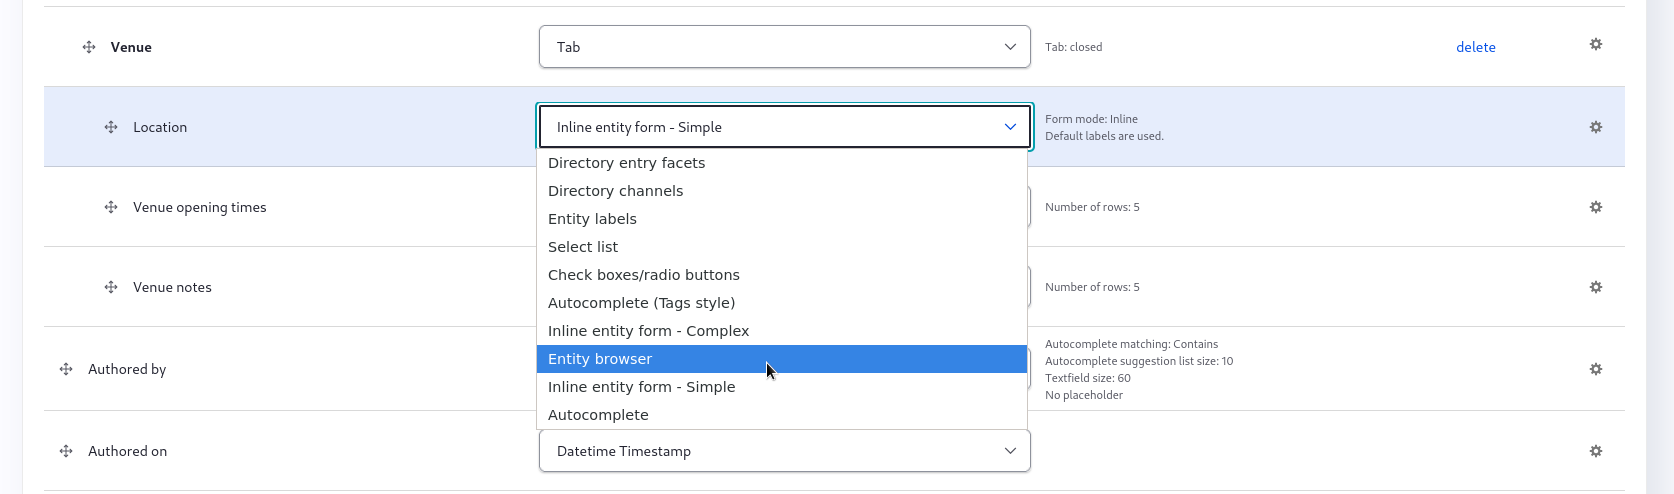 Venue
Tab
Tab: closed
delete
Location
Inline entity form - Simple
Form mode: Inline
Default labels are used.
Directory entry facets
Directory channels
Venue opening times
Number of rows: 5
Entity labels
Select list
Check boxes/radio buttons
Venue notes
Number of rows: 5
Autocomplete (Tags style)
Inline entity form - Complex
Entity browser
Inline entity form - Simple
Autocomplete
Authored by
Autocomplete matching: Contains
Autocomplete suggestion list size: 10
Textfield size: 60
No placeholder
Authored on
Datetime Timestamp